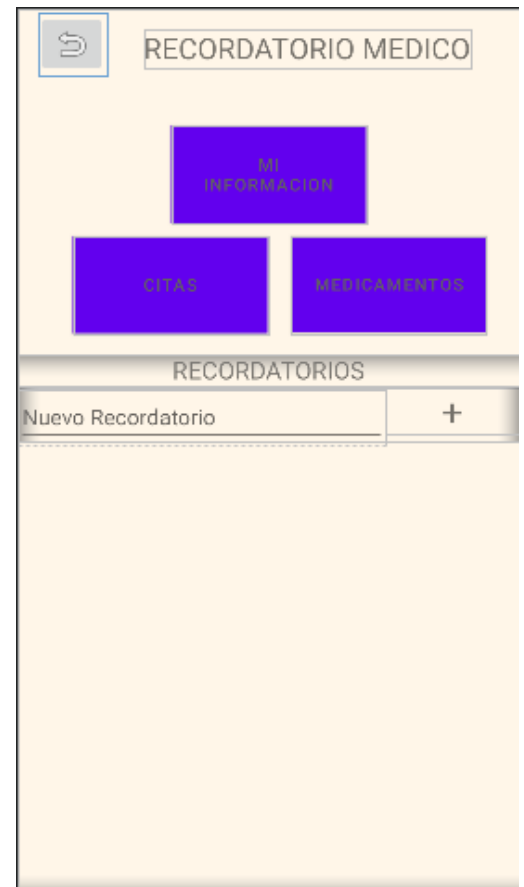 RECORDATORIO MEDICO
MI
INFORMACION
CITAS
MEDICAMENTOS
RECORDATORIOS
Nuevo Recordatorio
+